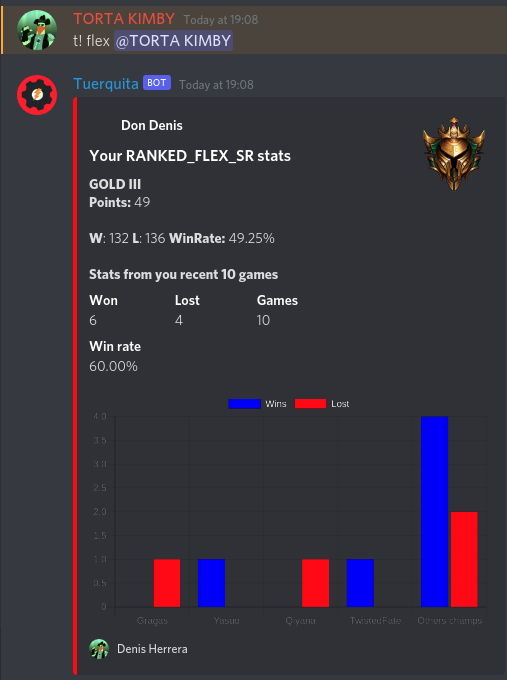 TORTA KIMBY Today at 19:08
t! flex @TORTA KIMBY
Tuerquita BOT Today at 19:08
Don Denis
Your RANKED_FLEX_SR stats
GOLD III
Points: 49
W: 132 L: 136 WinRate: 49.25%
Stats from you recent 10 games
Won Lost Games
6 4 10
Win rate
60.00%
Wins Lost
4.0
3.5
3.0
2.5
2.0
1.5
1.0
0.5
0
Gragas Yasuo Qiyana TwistedFate Others champs
Denis Herrera